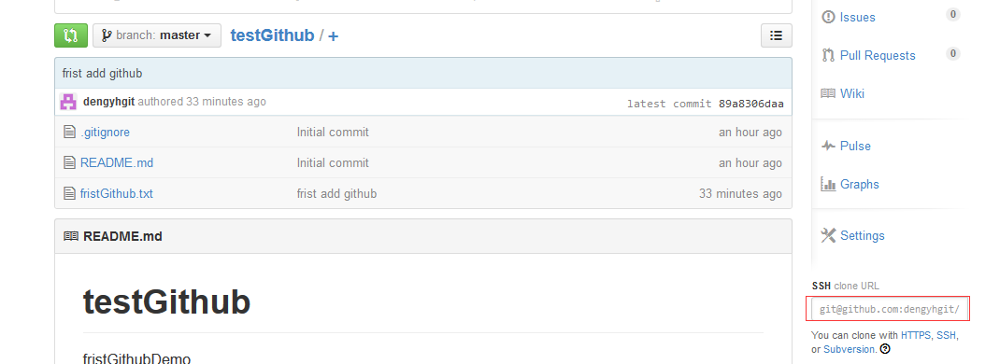 branch: master
testGithub / +
frist add github
dengyhgit authored 33 minutes ago
latest commit 89a8306daa
.gitignore Initial commit an hour ago
README.md Initial commit an hour ago
fristGithub.txt frist add github 33 minutes ago
README.md
testGithub
fristGithubDemo
Issues 0
Pull Requests 0
Wiki
Pulse
Graphs
Settings
SSH clone URL
git@github.com:dengyhgit/
You can clone with HTTPS, SSH,
or Subversion.